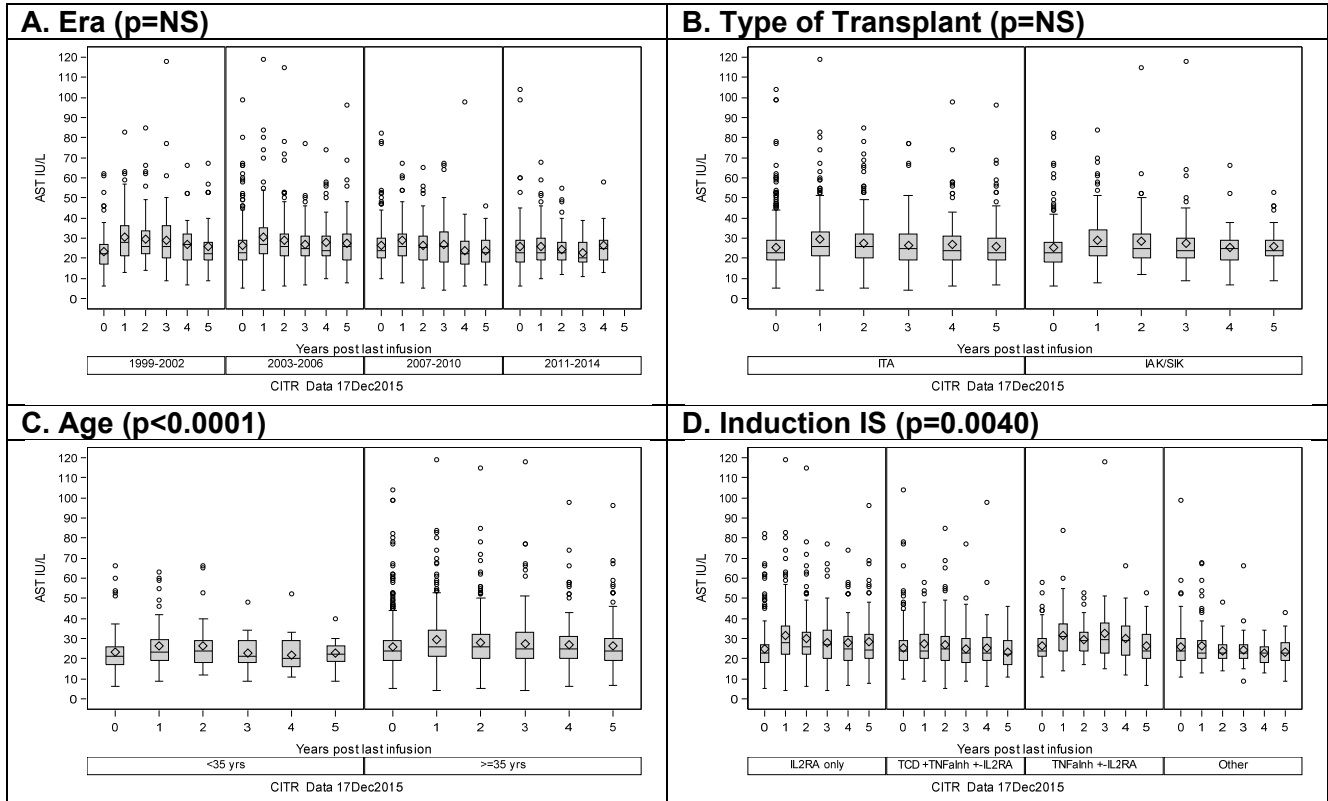 A. Era (p=NS)
120
110
100
90
80
70
60
50
40
30
20
10
0
AST IU/L
0 1 2 3 4 5 0 1 2 3 4 5 0 1 2 3 4 5 0 1 2 3 4 5
Years post last infusion
1999-2002 2003-2006 2007-2010 2011-2014
CITR Data 17Dec2015
B. Type of Transplant (p=NS)
120
110
100
90
80
70
60
50
40
30
20
10
0
AST IU/L
0 1 2 3 4 5 0 1 2 3 4 5
Years post last infusion
ITA IAK/SIK
CITR Data 17Dec2015
C. Age (p<0.0001)
120
110
100
90
80
70
60
50
40
30
20
10
0
AST IU/L
0 1 2 3 4 5 0 1 2 3 4 5
Years post last infusion
<35 yrs >=35 yrs
CITR Data 17Dec2015
D. Induction IS (p=0.0040)
120
110
100
90
80
70
60
50
40
30
20
10
0
AST IU/L
0 1 2 3 4 5 0 1 2 3 4 5 0 1 2 3 4 5 0 1 2 3 4 5
Years post last infusion
IL2RA only TCD +TNFaInh +-IL2RA TNFaInh +-IL2RA Other
CITR Data 17Dec2015